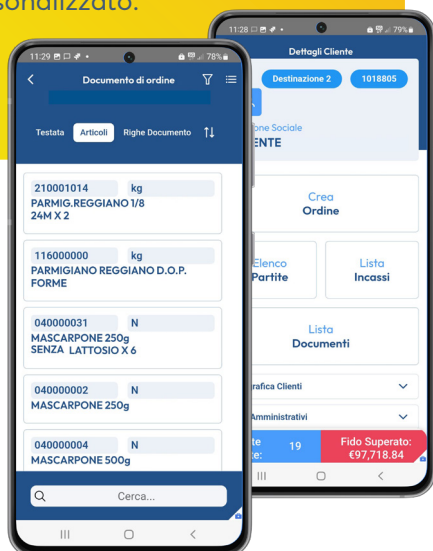 sonalizzato.
11:29
78%
Documento di ordine
Testata
Articoli
Righe Documento
210001014
kg
PARMIG.REGGIANO 1/8
24M X 2
116000000
kg
PARMIGIANO REGGIANO D.O.P.
FORME
040000031
N
MASCARPONE 250g
SENZA LATTOSIO X 6
040000002
N
MASCARPONE 250g
040000004
N
MASCARPONE 500g
Cerca...
11:28
79%
Dettagli Cliente
Destinazione 2
1018805
one Sociale
ENTE
Crea
Ordine
Elenco
Partite
Lista
Incassi
Lista
Documenti
rafica Clienti
Amministrativi
te
te:
19
Fido Superato:
€97,718.84